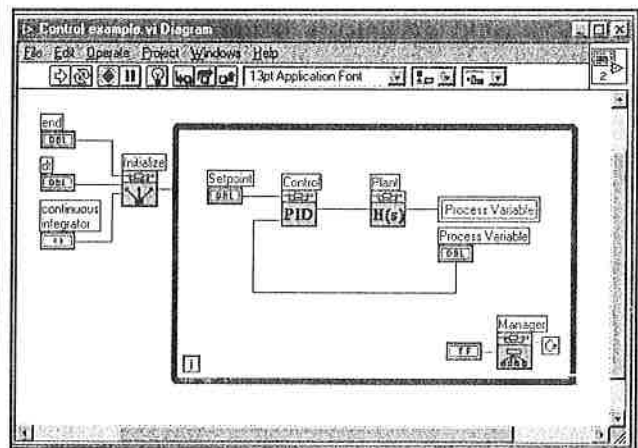 Control example.vi Diagram
File Edit Operate Project Windows Help
13pt Application Font
2
end
DBL
dt
DBL
Initialize
continuous
integrator
Setpoint
DBL
Control
PID
Plant
H(s)
Process Variable
Process Variable
DBL
Manager
TF
i